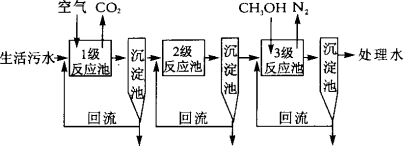 空气 CO2
CH3OH N2
生活污水
1级
反应池
沉淀池
2级
反应池
沉淀池
3级
反应池
沉淀池
处理水
回流
回流
回流